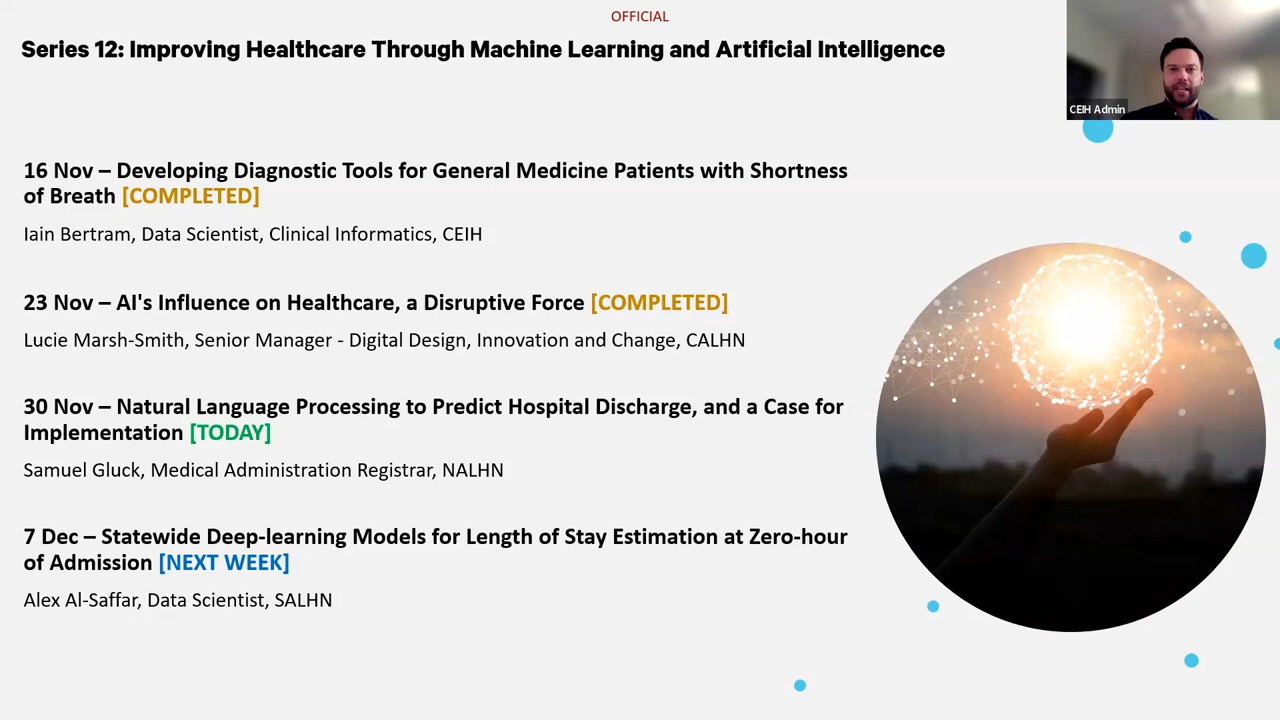 OFFICIAL
Series 12: Improving Healthcare Through Machine Learning and Artificial Intelligence
CEIH Admin
16 Nov – Developing Diagnostic Tools for General Medicine Patients with Shortness
of Breath [COMPLETED]
Iain Bertram, Data Scientist, Clinical Informatics, CEIH
23 Nov – AI's Influence on Healthcare, a Disruptive Force [COMPLETED]
Lucie Marsh-Smith, Senior Manager - Digital Design, Innovation and Change, CALHN
30 Nov – Natural Language Processing to Predict Hospital Discharge, and a Case for
Implementation [TODAY]
Samuel Gluck, Medical Administration Registrar, NALHN
7 Dec – Statewide Deep-learning Models for Length of Stay Estimation at Zero-hour
of Admission [NEXT WEEK]
Alex Al-Saffar, Data Scientist, SALHN